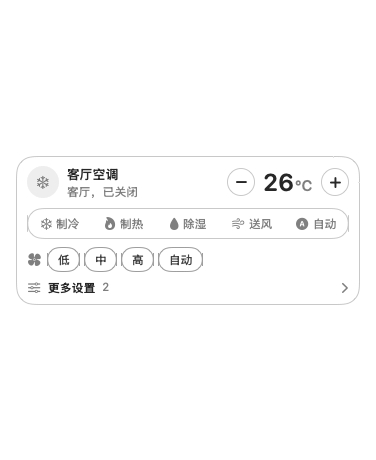 客厅空调
客厅，已关闭
26°C
制冷 制热 除湿 送风 A 自动
低 中 高 自动
更多设置 2